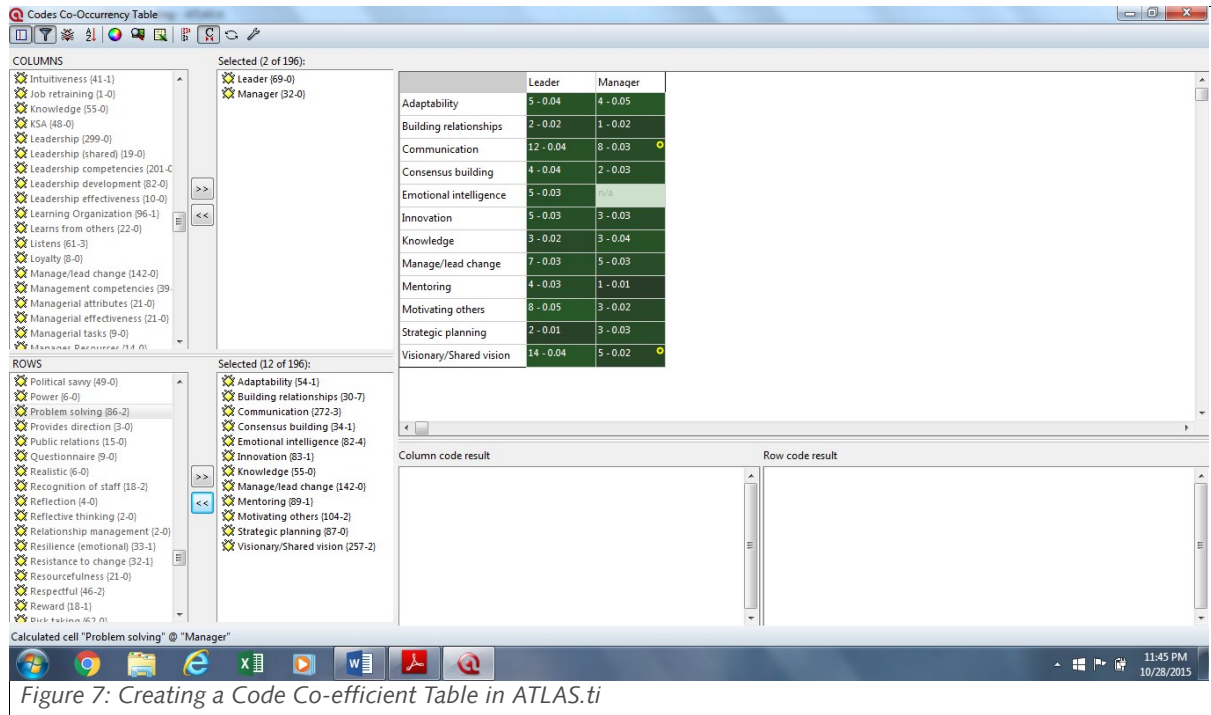 Codes Co-Occurrency Table
COLUMNS
Intuitiveness {41-1}
Job retraining {1-0}
Knowledge {55-0}
KSA {48-0}
Leadership {299-0}
Leadership (shared) {19-0}
Leadership competencies {201-0
Leadership development {82-0}
Leadership effectiveness {10-0}
Learning Organization {96-1}
Learns from others {22-0}
Listens {61-3}
Loyalty {8-0}
Manage/lead change {142-0}
Management competencies {39-
Managerial attributes {21-0}
Managerial effectiveness {21-0}
Managerial tasks {9-0}
Manager Resources {14-0}
>>
<<
Selected (2 of 196):
Leader {69-0}
Manager {32-0}
Leader Manager
Adaptability 5 - 0.04 4 - 0.05
Building relationships 2 - 0.02 1 - 0.02
Communication 12 - 0.04 8 - 0.03
Consensus building 4 - 0.04 2 - 0.03
Emotional intelligence 5 - 0.03 n/a
Innovation 5 - 0.03 3 - 0.03
Knowledge 3 - 0.02 3 - 0.04
Manage/lead change 7 - 0.03 5 - 0.03
Mentoring 4 - 0.03 1 - 0.01
Motivating others 8 - 0.05 3 - 0.02
Strategic planning 2 - 0.01 3 - 0.03
Visionary/Shared vision 14 - 0.04 5 - 0.02
ROWS
Political savvy {49-0}
Power {6-0}
Problem solving {86-2}
Provides direction {3-0}
Public relations {15-0}
Questionnaire {9-0}
Realistic {6-0}
Recognition of staff {18-2}
Reflection {4-0}
Reflective thinking {2-0}
Relationship management {2-0}
Resilience (emotional) {33-1}
Resistance to change {32-1}
Resourcefulness {21-0}
Respectful {46-2}
Reward {18-1}
Risk taking {62-0}
>>
<<
Selected (12 of 196):
Adaptability {54-1}
Building relationships {30-7}
Communication {272-3}
Consensus building {34-1}
Emotional intelligence {82-4}
Innovation {83-1}
Knowledge {55-0}
Manage/lead change {142-0}
Mentoring {89-1}
Motivating others {104-2}
Strategic planning {87-0}
Visionary/Shared vision {257-2}
Column code result
Row code result
Calculated cell "Problem solving" @ "Manager"
11:45 PM
10/28/2015
Figure 7: Creating a Code Co-efficient Table in ATLAS.ti